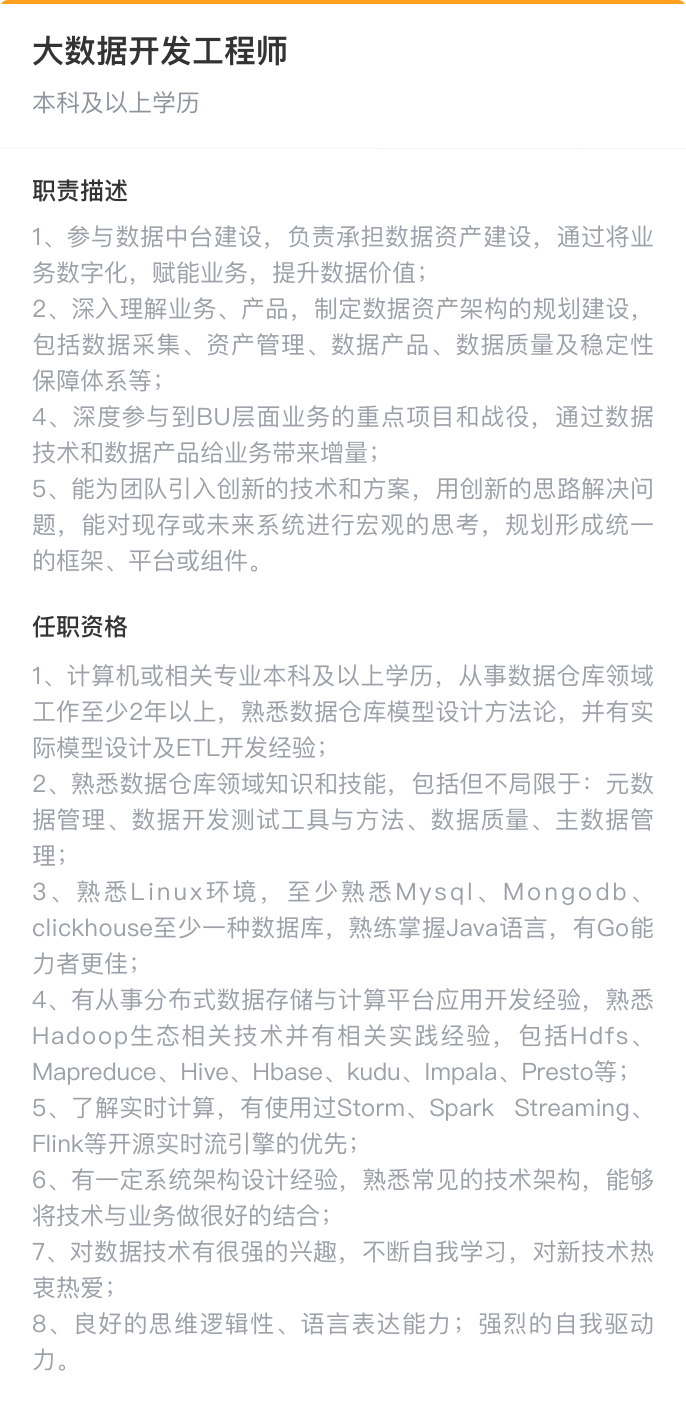 大数据开发工程师
本科及以上学历
职责描述
1、参与数据中台建设，负责承担数据资产建设，通过将业
务数字化，赋能业务，提升数据价值；
2、深入理解业务、产品，制定数据资产架构的规划建设，
包括数据采集、资产管理、数据产品、数据质量及稳定性
保障体系等；
4、深度参与到BU层面业务的重点项目和战役，通过数据
技术和数据产品给业务带来增量；
5、能为团队引入创新的技术和方案，用创新的思路解决问
题，能对现存或未来系统进行宏观的思考，规划形成统一
的框架、平台或组件。
任职资格
1、计算机或相关专业本科及以上学历，从事数据仓库领域
工作至少2年以上，熟悉数据仓库模型设计方法论，并有实
际模型设计及ETL开发经验；
2、熟悉数据仓库领域知识和技能，包括但不局限于：元数
据管理、数据开发测试工具与方法、数据质量、主数据管
理；
3、熟悉Linux环境，至少熟悉Mysql、Mongodb、
clickhouse至少一种数据库，熟练掌握Java语言，有Go能
力者更佳；
4、有从事分布式数据存储与计算平台应用开发经验，熟悉
Hadoop生态相关技术并有相关实践经验，包括Hdfs、
Mapreduce、Hive、Hbase、kudu、Impala、Presto等；
5、了解实时计算，有使用过Storm、Spark Streaming、
Flink等开源实时流引擎的优先；
6、有一定系统架构设计经验，熟悉常见的技术架构，能够
将技术与业务做很好的结合；
7、对数据技术有很强的兴趣，不断自我学习，对新技术热
衷热爱；
8、良好的思维逻辑性、语言表达能力；强烈的自我驱动
力。